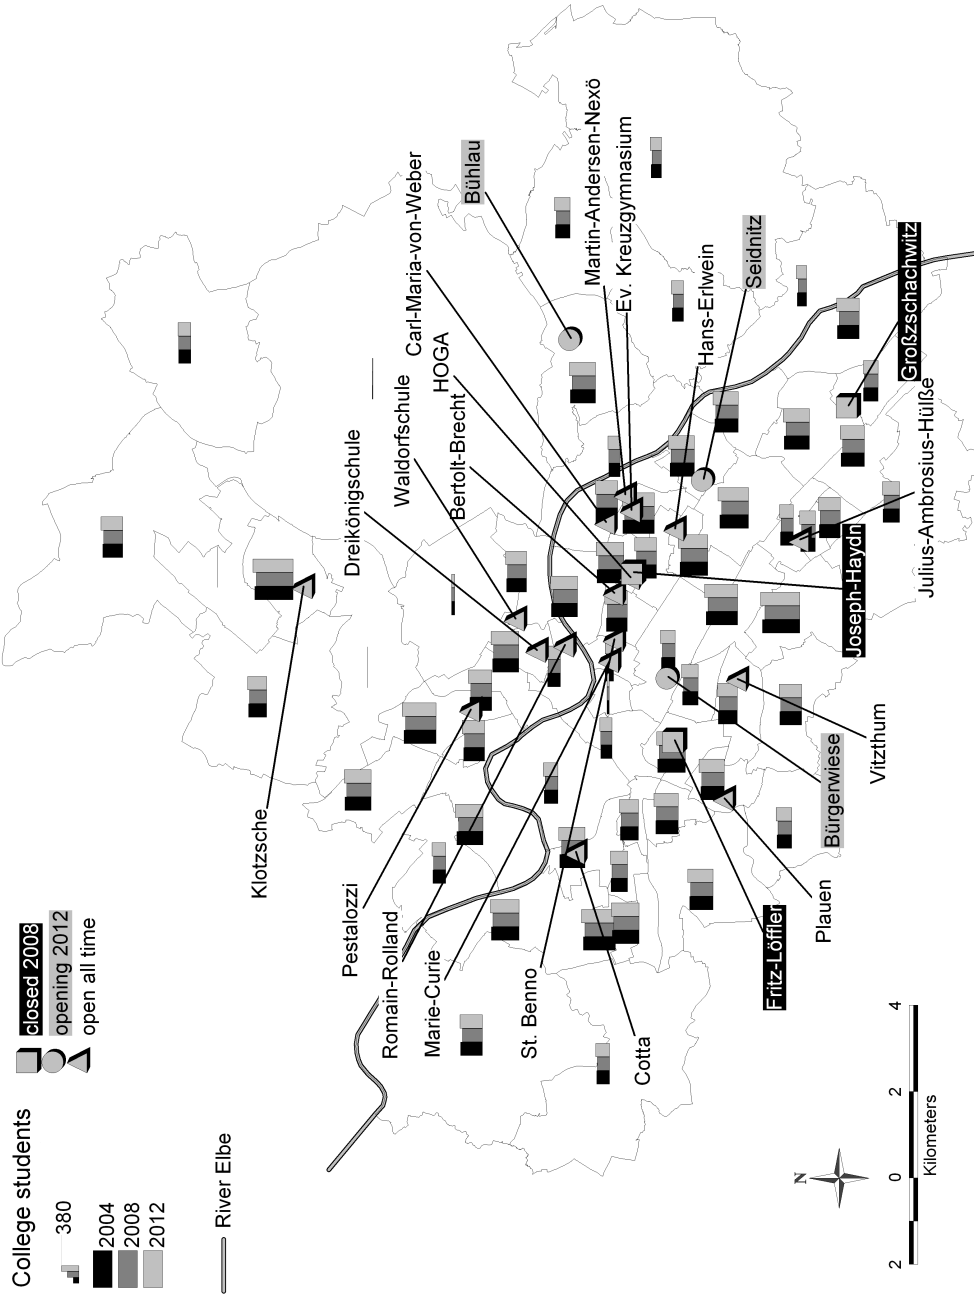 College students
380
2004
2008
2012
River Elbe
closed 2008
opening 2012
open all time
Klotzsche
Pestalozzi
Romain-Rolland
Marie-Curie
St. Benno
Cotta
Dreikönigschule
Waldorfschule
Bertolt-Brecht
HOGA
Carl-Maria-von-Weber
Bühlau
Martin-Andersen-Nexö
Ev. Kreuzgymnasium
Hans-Erlwein
Seidnitz
Großzschachwitz
Julius-Ambrosius-Hülße
Joseph-Haydn
Vitzthum
Bürgerwiese
Plauen
Fritz-Löffler
N
2
0
2
4
Kilometers